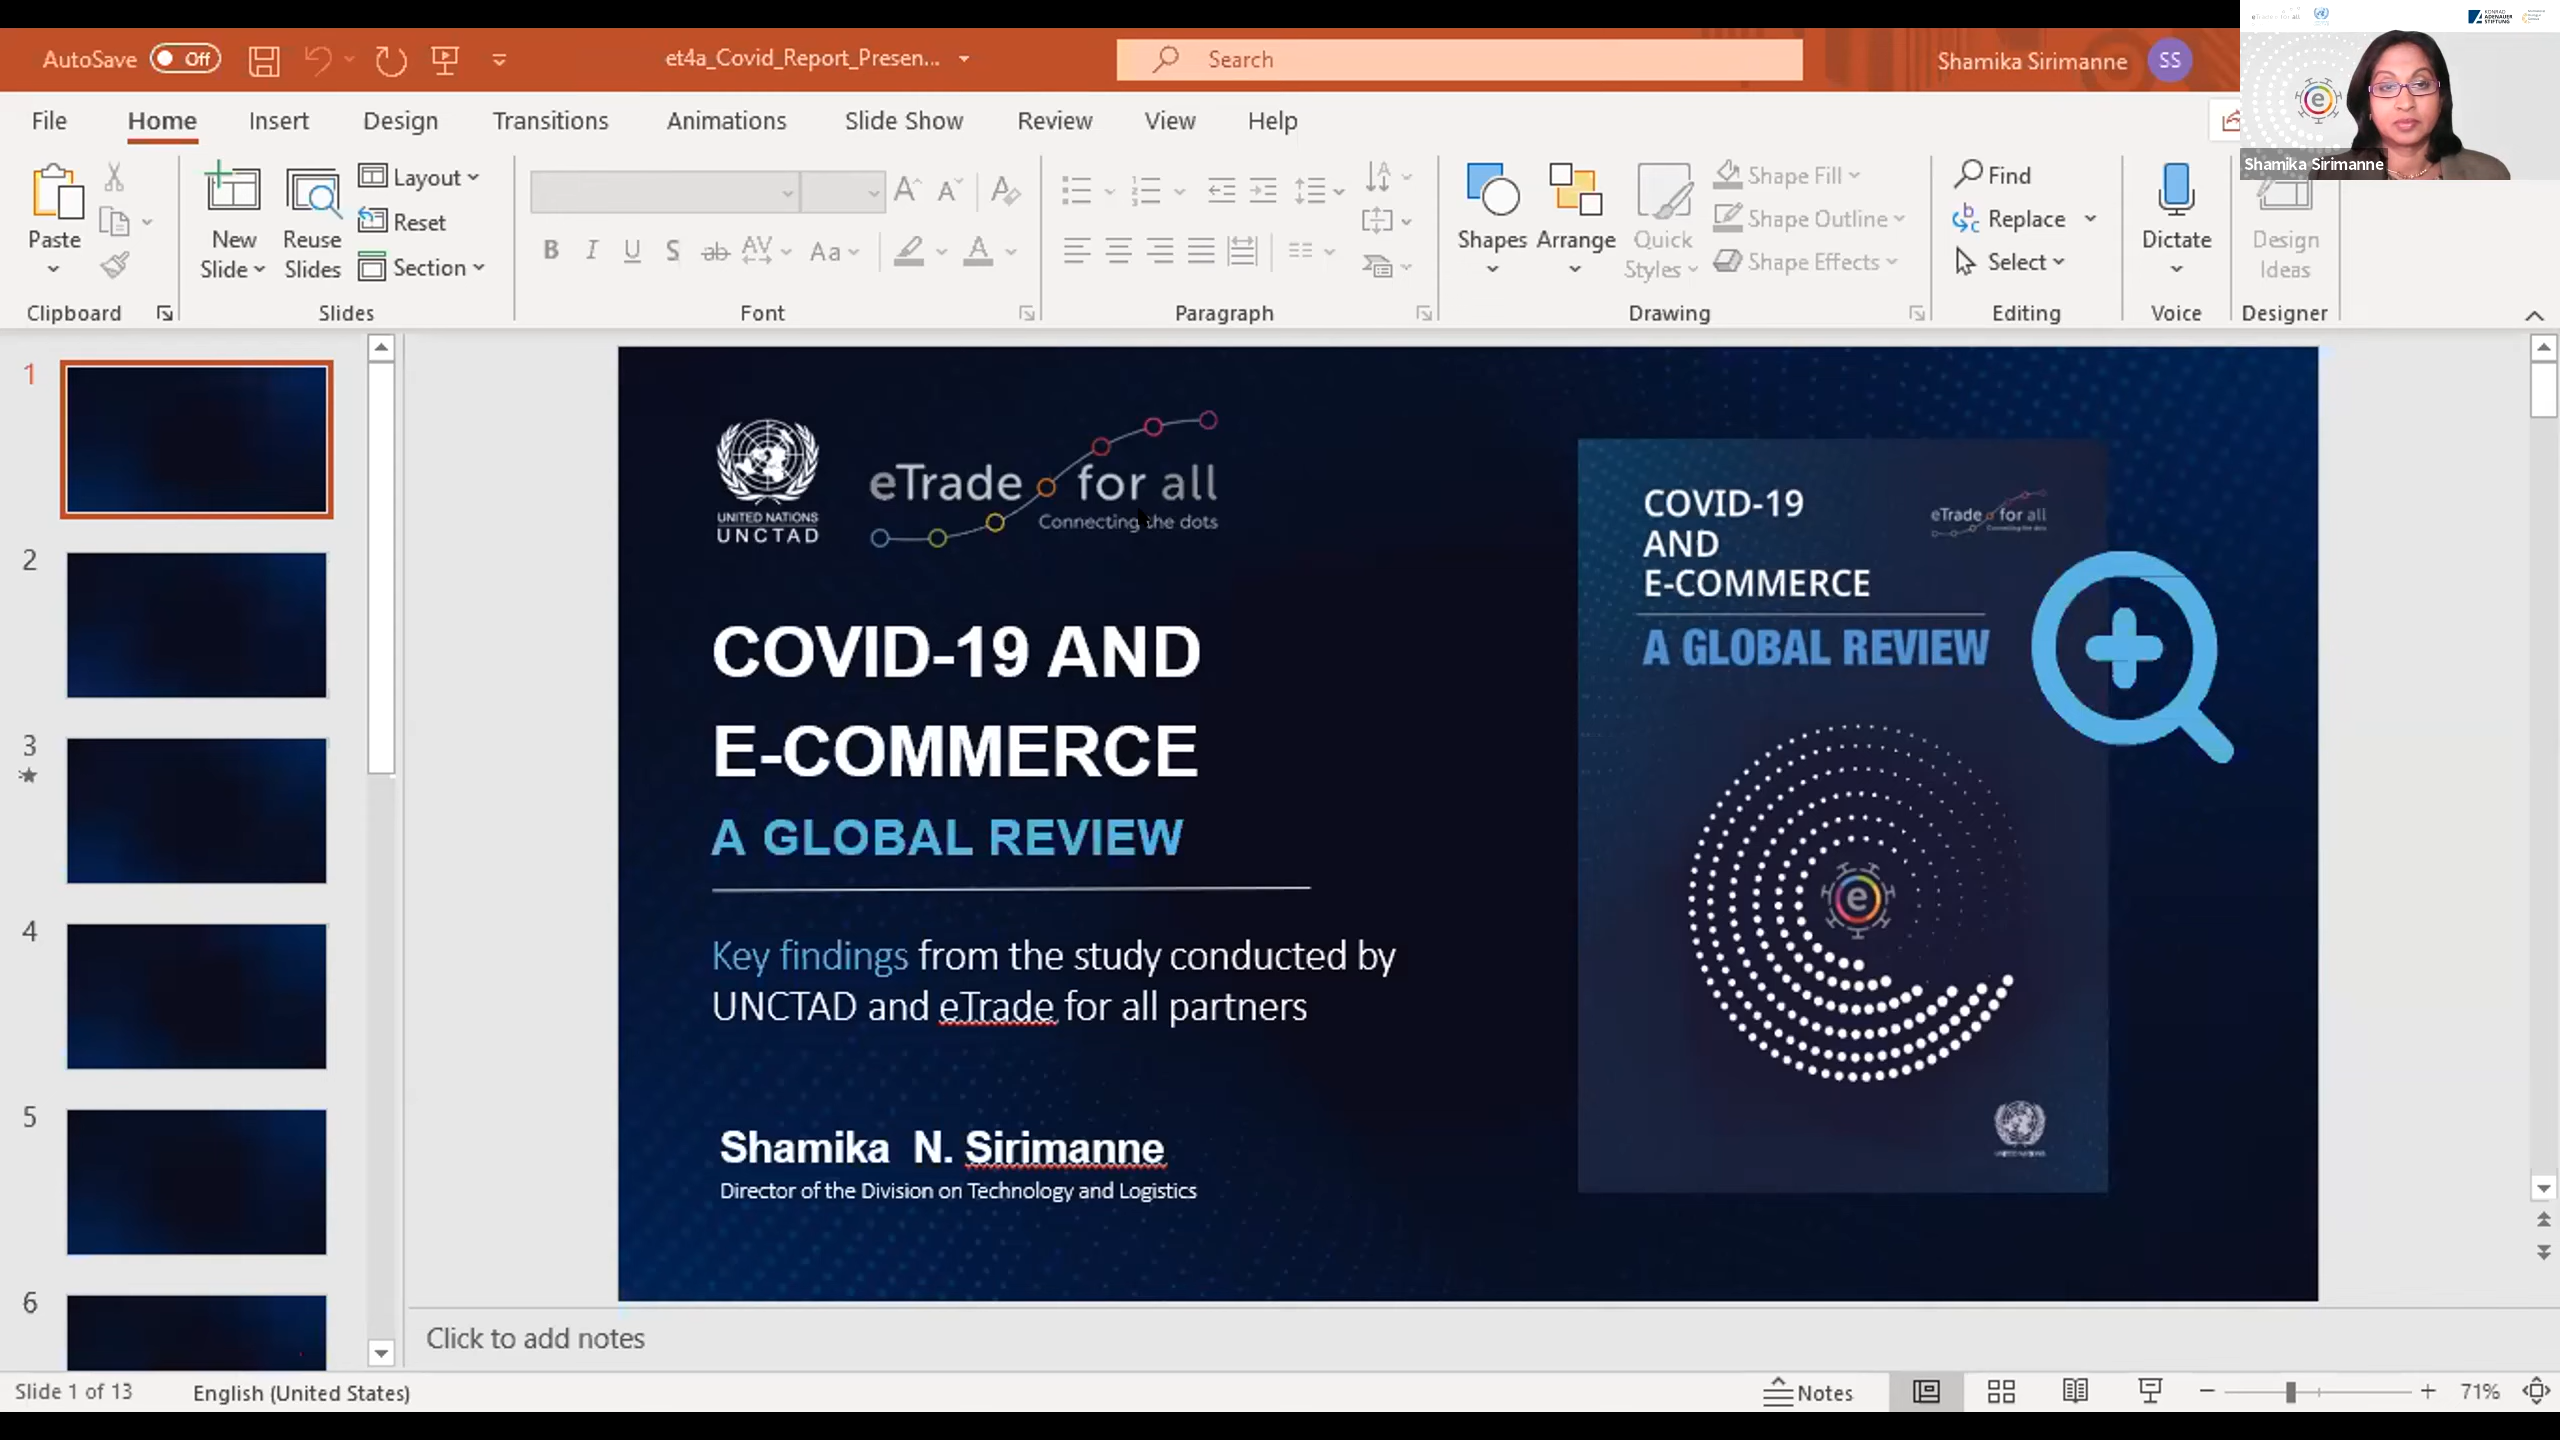 AutoSave
Off
et4a_Covid_Report_Presen...
Search
Shamika Sirimanne
SS
KONRAD
ADENAUER
STIFTUNG
Shamika Sirimanne
File
Home
Insert
Design
Transitions
Animations
Slide Show
Review
View
Help
Paste
New
Slide
Reuse
Slides
Layout
Reset
Section
Shapes
Arrange
Quick
Styles
Shape Fill
Shape Outline
Shape Effects
Find
Replace
Select
Dictate
Design
Ideas
Clipboard
Slides
Font
Paragraph
Drawing
Editing
Voice
Designer
1
2
3
4
5
6
UNITED NATIONS
UNCTAD
eTrade for all
Connecting the dots
COVID-19 AND
E-COMMERCE
A GLOBAL REVIEW
Key findings from the study conducted by
UNCTAD and eTrade for all partners
Shamika N. Sirimanne
Director of the Division on Technology and Logistics
COVID-19
AND
E-COMMERCE
eTrade for all
A GLOBAL REVIEW
e
UNITED NATIONS
Click to add notes
Slide 1 of 13
English (United States)
Notes
71%